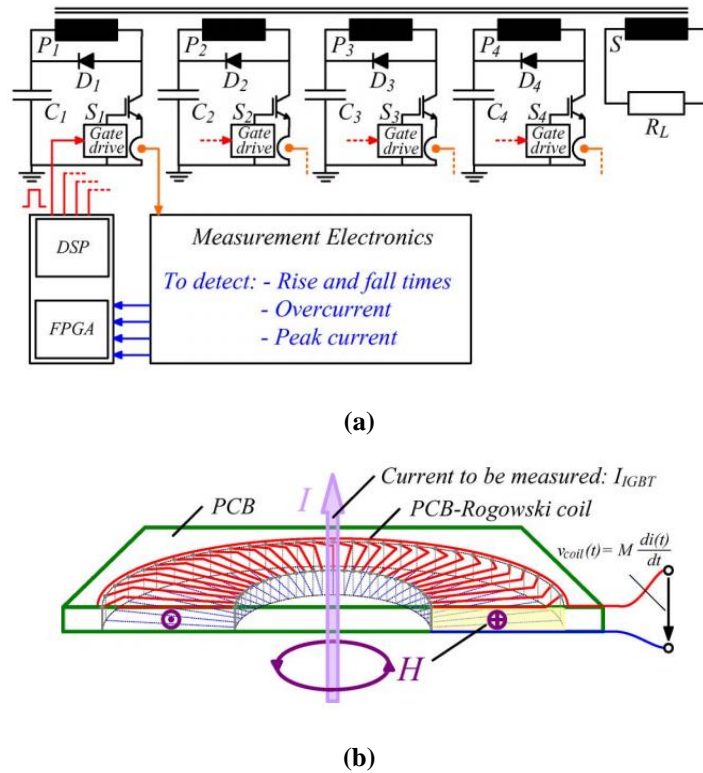 P1 P2 P3 P4 S
D1 D2 D3 D4
C1 S1 C2 S2 C3 S3 C4 S4 RL
Gate drive Gate drive Gate drive Gate drive
DSP
FPGA
Measurement Electronics
To detect: - Rise and fall times
- Overcurrent
- Peak current
(a)
Current to be measured: IIGBT
PCB I PCB-Rogowski coil
vcoil(t) = M di(t)/dt
H
(b)